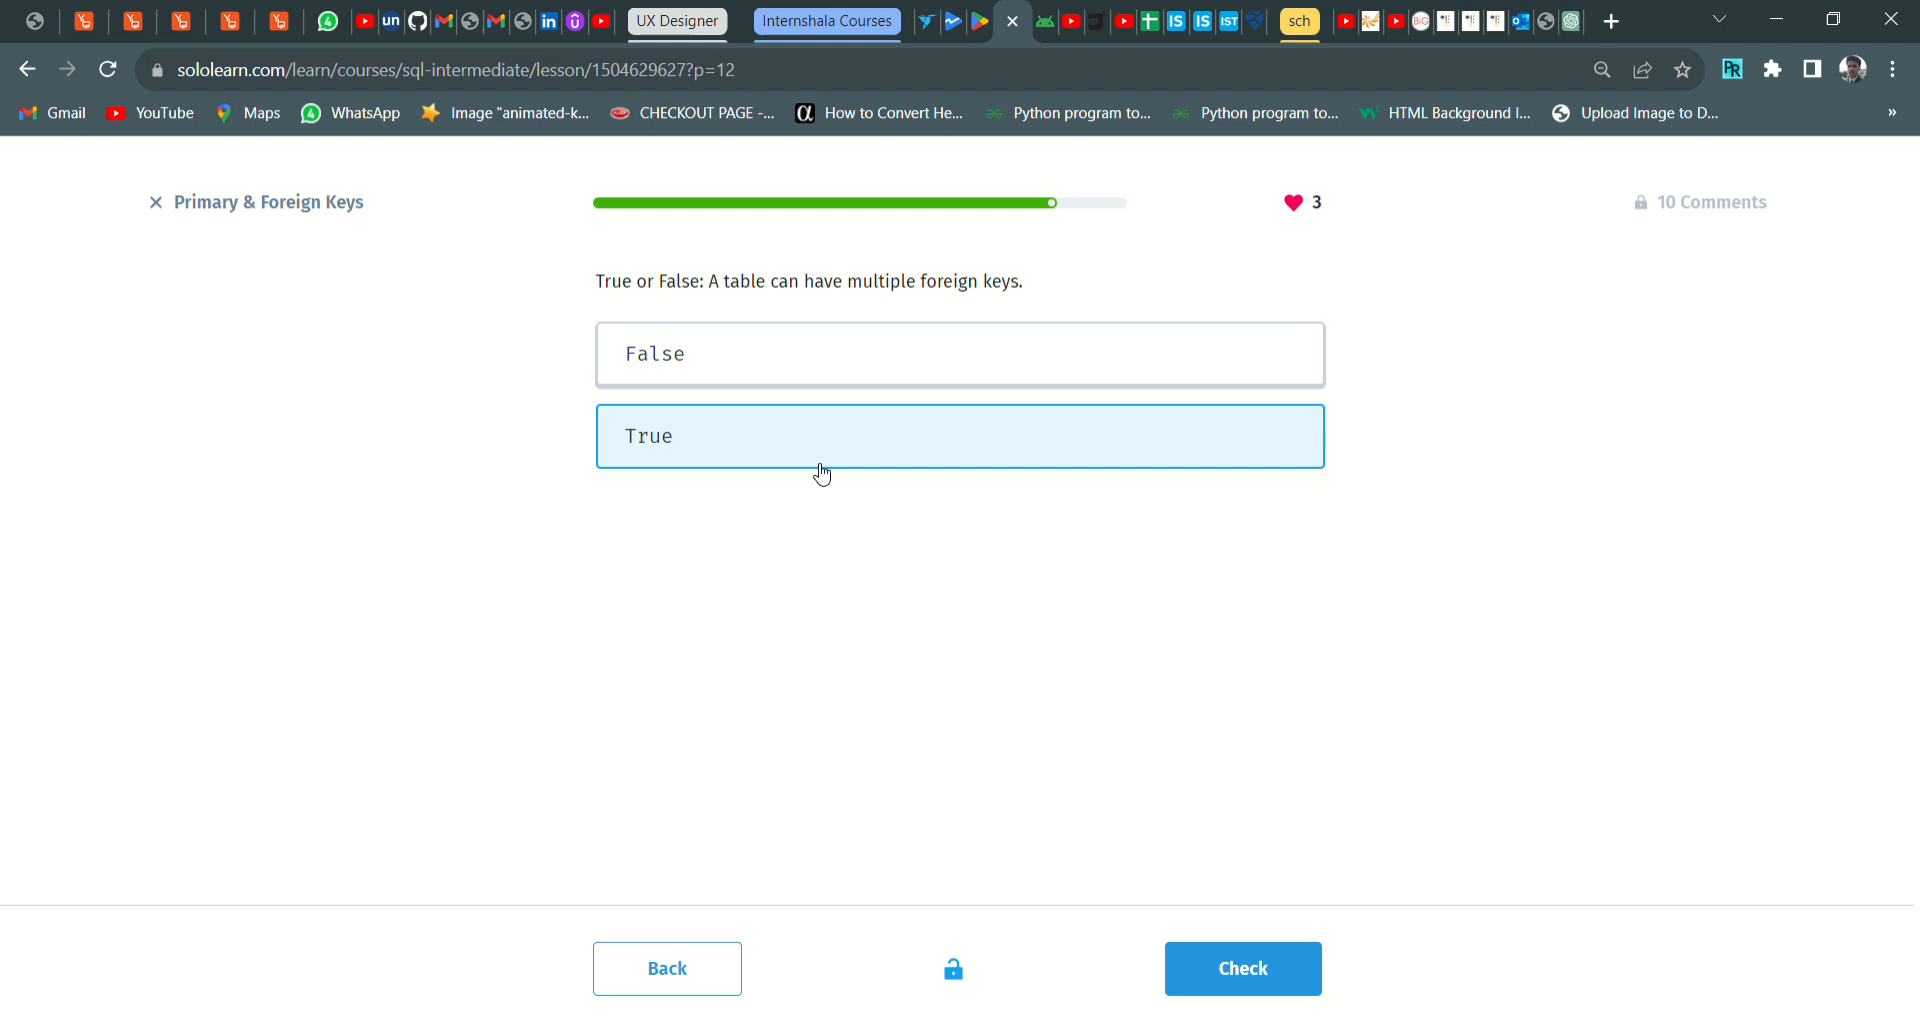 UX Designer
Internshala Courses
sch
sololearn.com/learn/courses/sql-intermediate/lesson/1504629627?p=12
Gmail
YouTube
Maps
WhatsApp
Image "animated-k...
CHECKOUT PAGE -...
How to Convert He...
Python program to...
Python program to...
HTML Background I...
Upload Image to D...
»
Primary & Foreign Keys
3
10 Comments
True or False: A table can have multiple foreign keys.
False
True
Back
Check